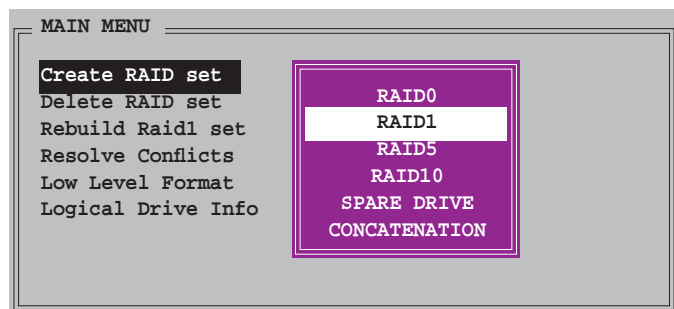 MAIN MENU
Create RAID set
Delete RAID set
Rebuild Raid1 set
Resolve Conflicts
Low Level Format
Logical Drive Info
RAID0
RAID1
RAID5
RAID10
SPARE DRIVE
CONCATENATION